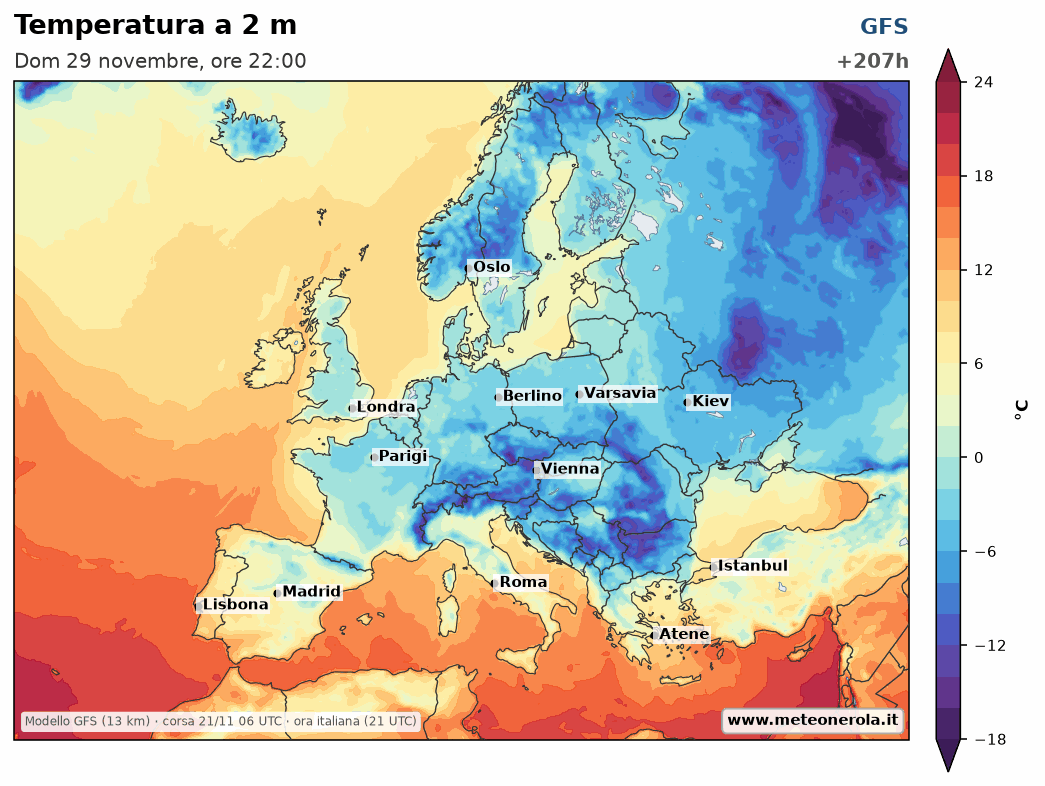 Temperatura a 2 m
GFS
Dom 29 novembre, ore 22:00
+207h
24
18
12
6
0
−6
−12
−18
°C
Oslo
Berlino
Varsavia
Kiev
Londra
Parigi
Vienna
Istanbul
Roma
Madrid
Lisbona
Atene
Modello GFS (13 km) · corsa 21/11 06 UTC · ora italiana (21 UTC)
www.meteonerola.it